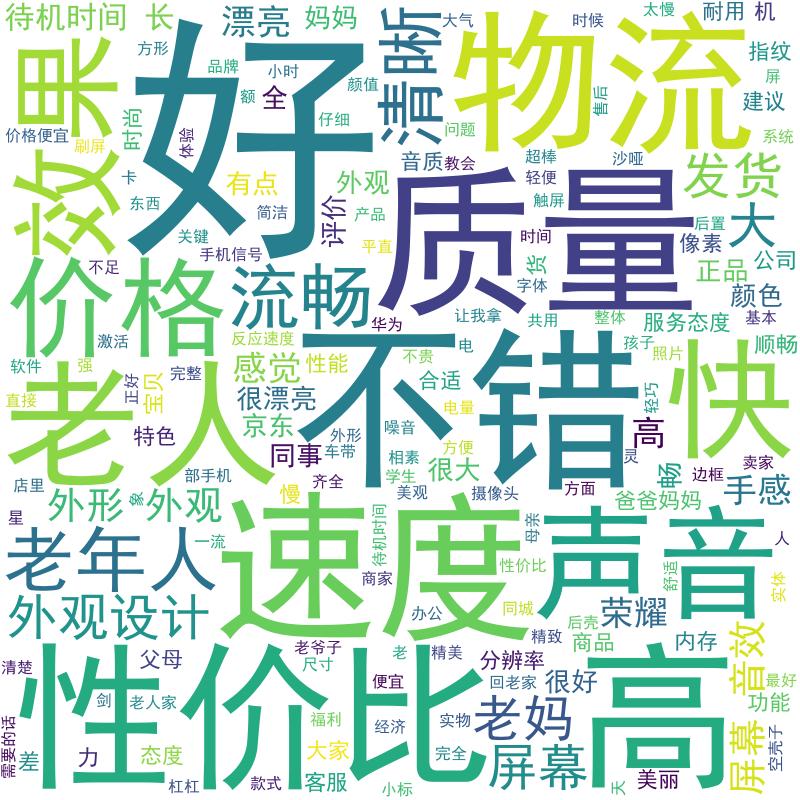 待机时间
长
漂亮
妈妈
大气
时候
太慢
耐用
机
方形
品牌
小时
额
颜值
全
仔细
好
清晰
物流
问题
售后
指纹
屏
建议
系统
效果
价格便宜
刷屏
时尚
体验
卡
东西
有点
简洁
关键
手机信号
外观
评价
音质
教会
产品
平直
超棒
轻便
触屏
沙哑
发货
后置
像素
大
时间
货
字体
正品
公司
颜色
质量
价格
不足
流畅
激活
华为
让我拿
共用
整体
服务态度
基本
顺畅
孩子
照片
反应速度
感觉
性能
不贵
电
合适
软件
强
直接
正好
宝贝
完整
很漂亮
京东
老人
特色
同事
外形
车带
噪音
电量
方便
不错
轻巧
快
高
相素
很大
学生
灵
畅
边框
卖家
手感
店里
部手机
齐全
慢
美观
摄像头
方面
爸爸妈妈
星
外形
象
外观
一流
待机时间
母亲
老年人
速度
声音
人
商家
性价比
舒适
实体
外观设计
办公
同城
后壳
荣耀
精致
商品
内存
音效
清楚
父母
老爷子
尺寸
老
精美
分辨率
回老家
很好
最好
功能
性价比
高
剑
老人家
便宜
福利
经济
实物
老妈
屏幕
空壳子
需要的话
差
力
态度
大家
完全
屏幕
杠杠
款式
客服
小标
天
美丽